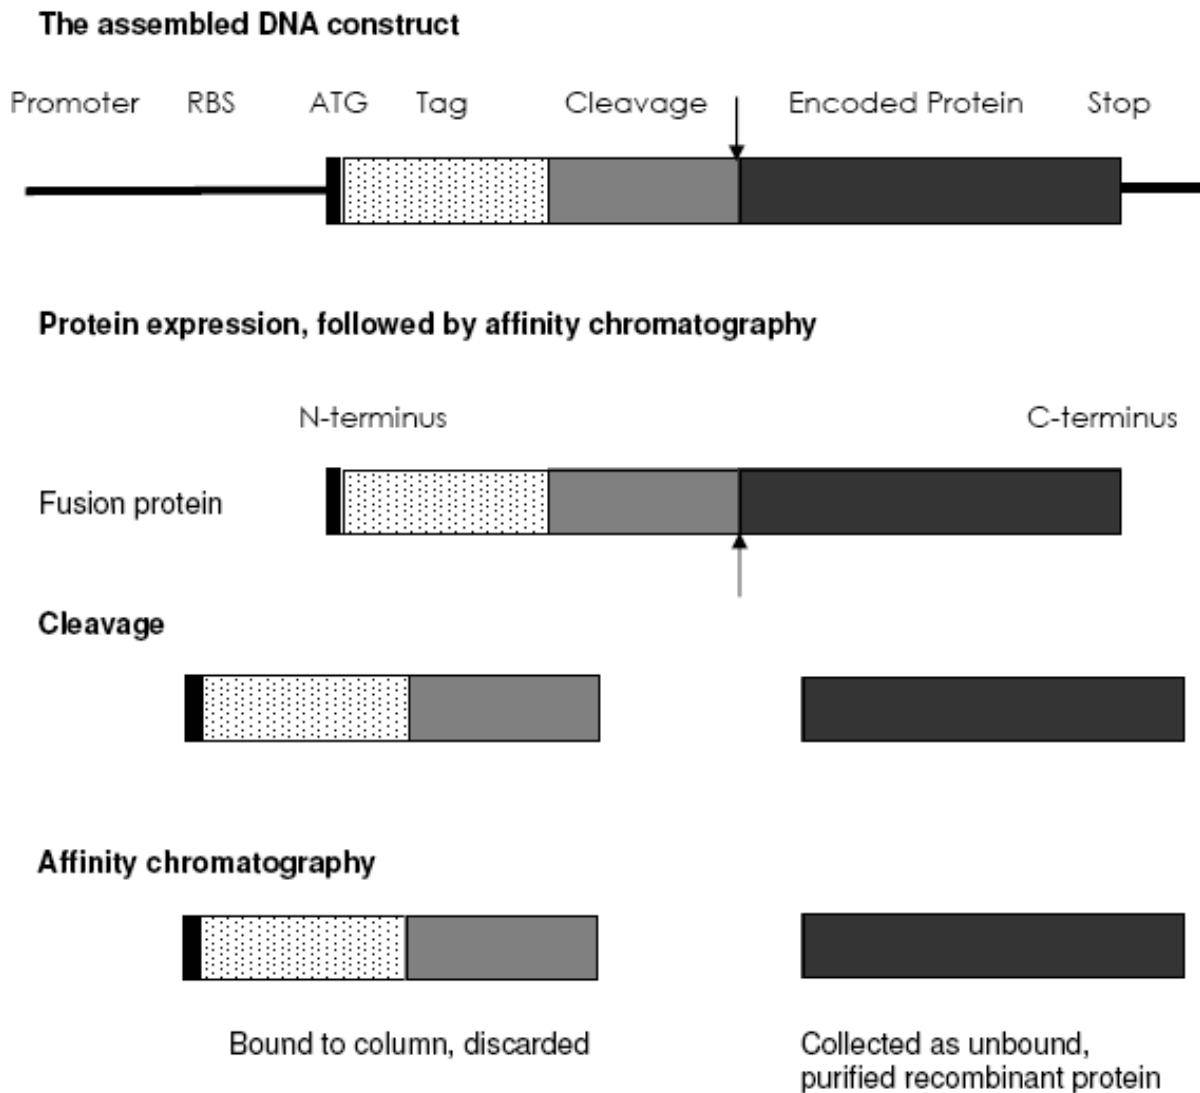 The assembled DNA construct
Promoter RBS ATG Tag Cleavage Encoded Protein Stop
Protein expression, followed by affinity chromatography
N-terminus C-terminus
Fusion protein
Cleavage
Affinity chromatography
Bound to column, discarded
Collected as unbound,
purified recombinant protein